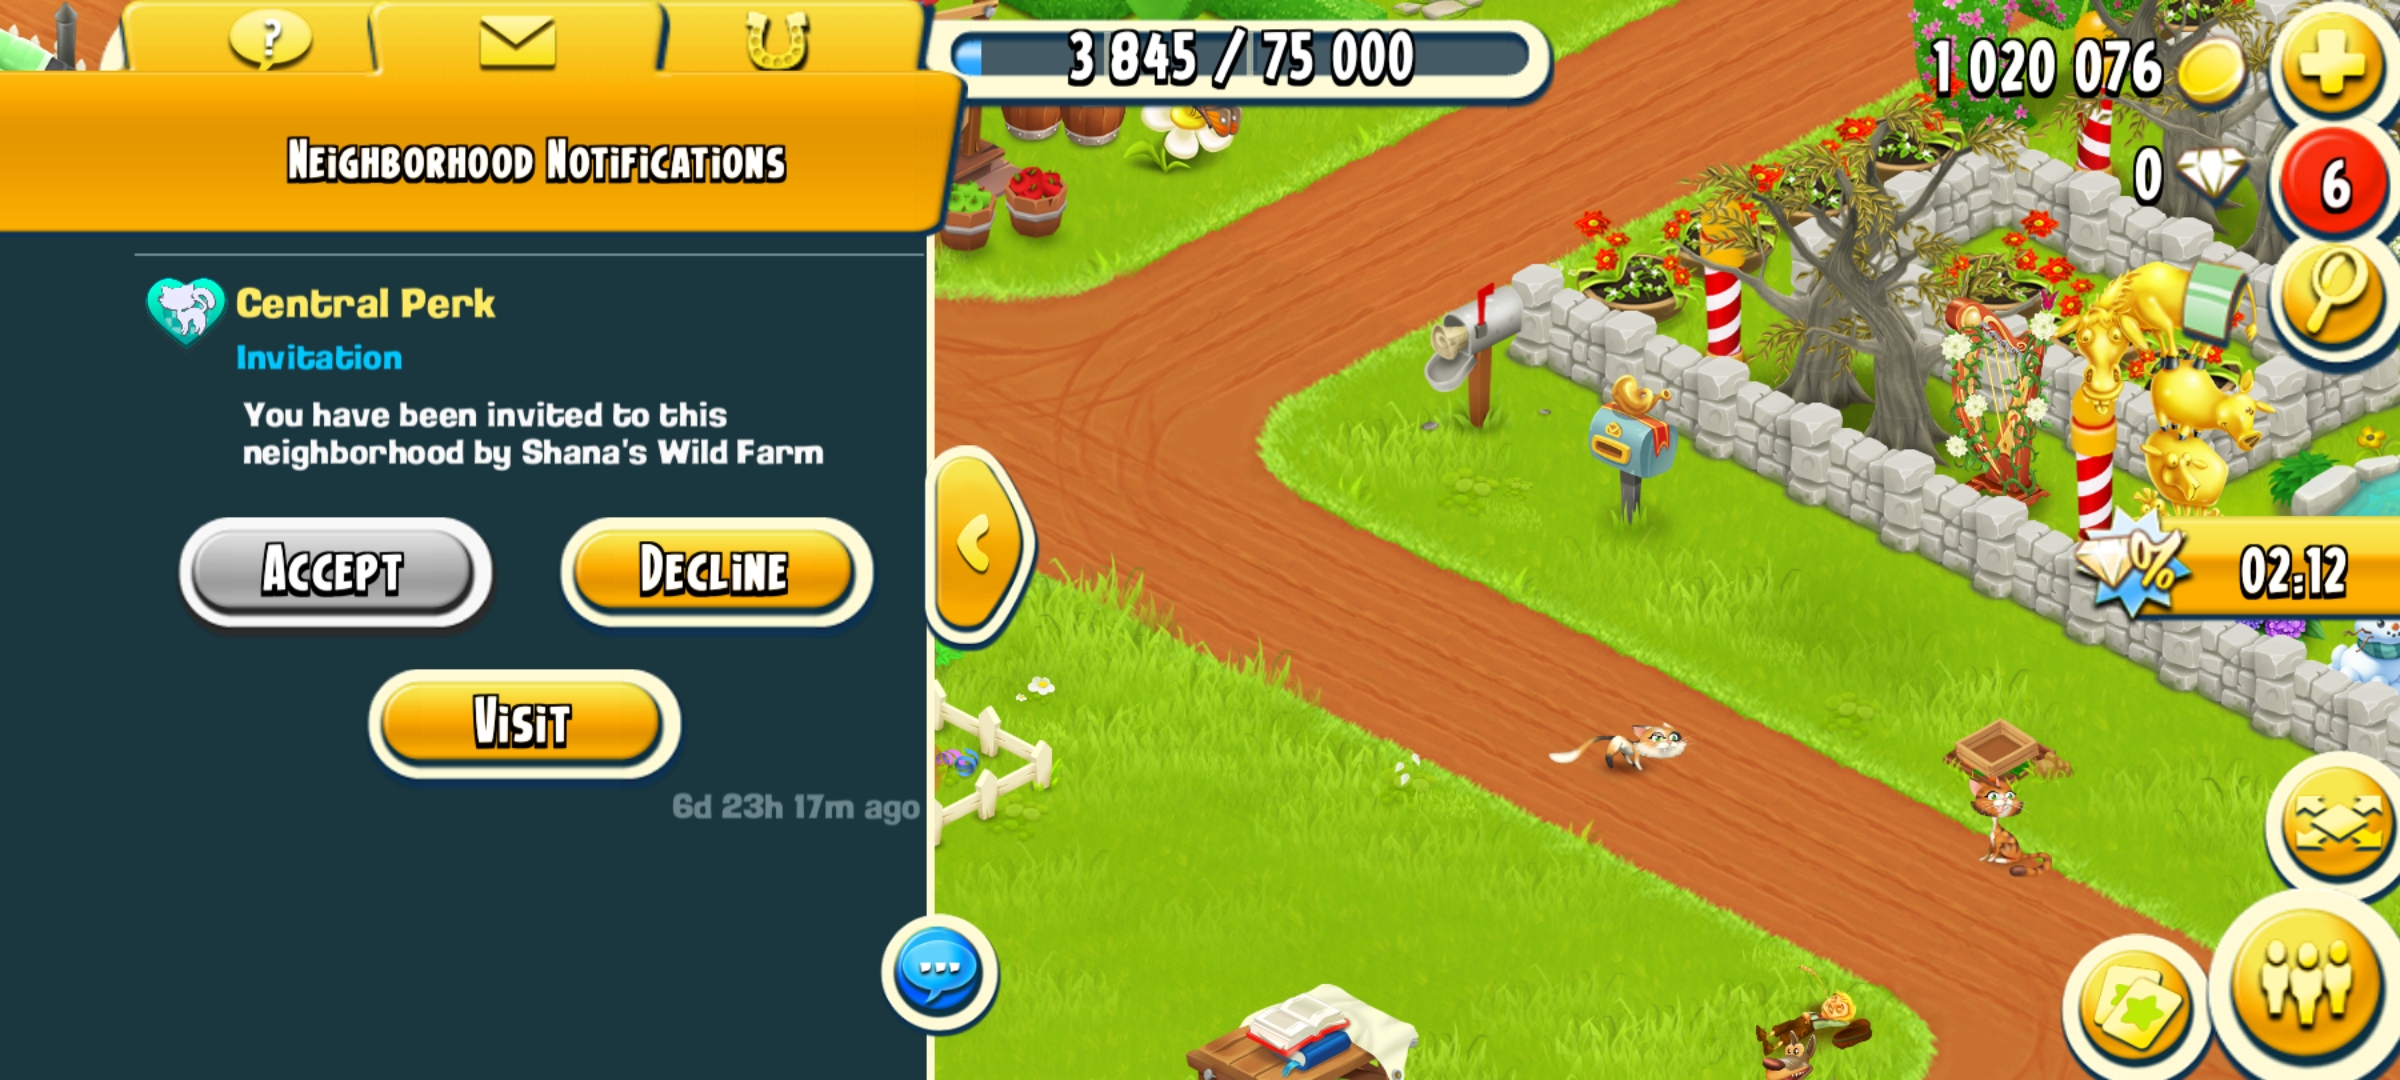 ?
3 845 / 75 000
1 020 076
NEIGHBORHOOD NOTIFICATIONS
0
6
Central Perk
Invitation
You have been invited to this
neighborhood by Shana's Wild Farm
ACCEPT
DECLINE
%
02:12
VISIT
6d 23h 17m ago